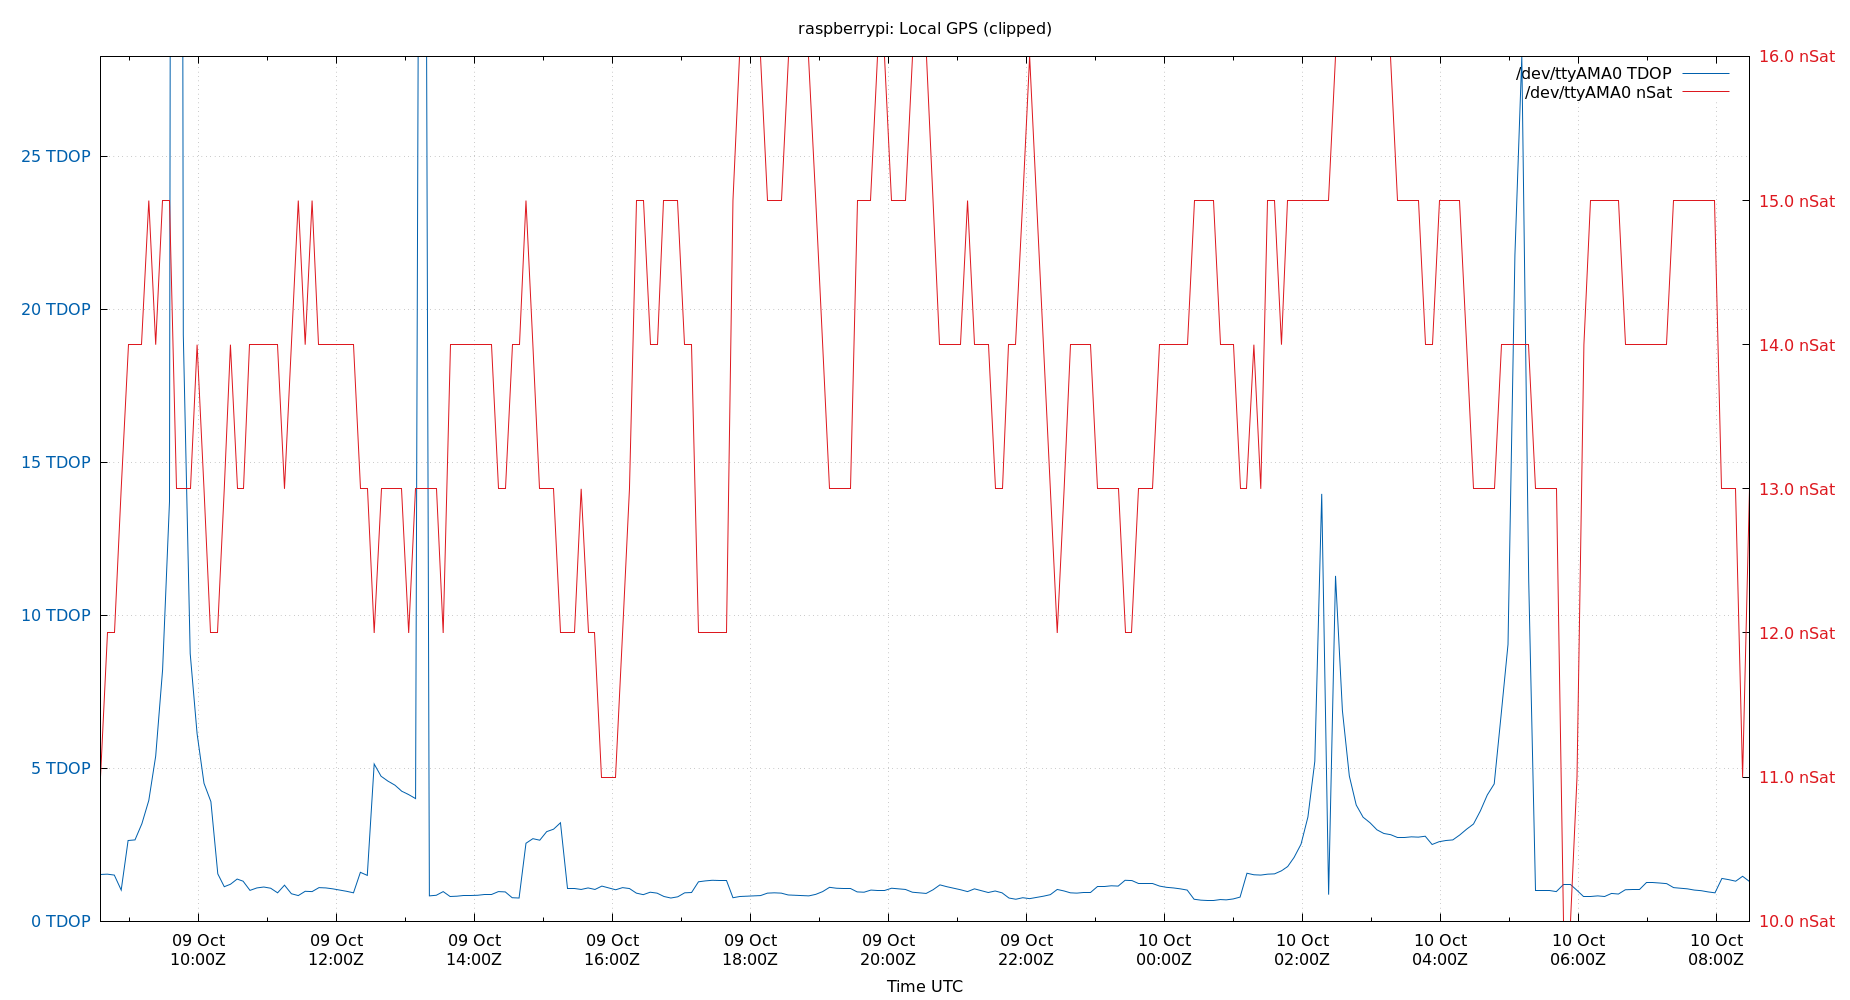 raspberrypi: Local GPS (clipped)
/dev/ttyAMA0 TDOP
/dev/ttyAMA0 nSat
25 TDOP
20 TDOP
15 TDOP
10 TDOP
5 TDOP
0 TDOP
16.0 nSat
15.0 nSat
14.0 nSat
13.0 nSat
12.0 nSat
11.0 nSat
10.0 nSat
09 Oct 09 Oct 09 Oct 09 Oct 09 Oct 09 Oct 09 Oct 10 Oct 10 Oct 10 Oct 10 Oct 10 Oct
10:00Z 12:00Z 14:00Z 16:00Z 18:00Z 20:00Z 22:00Z 00:00Z 02:00Z 04:00Z 06:00Z 08:00Z
Time UTC